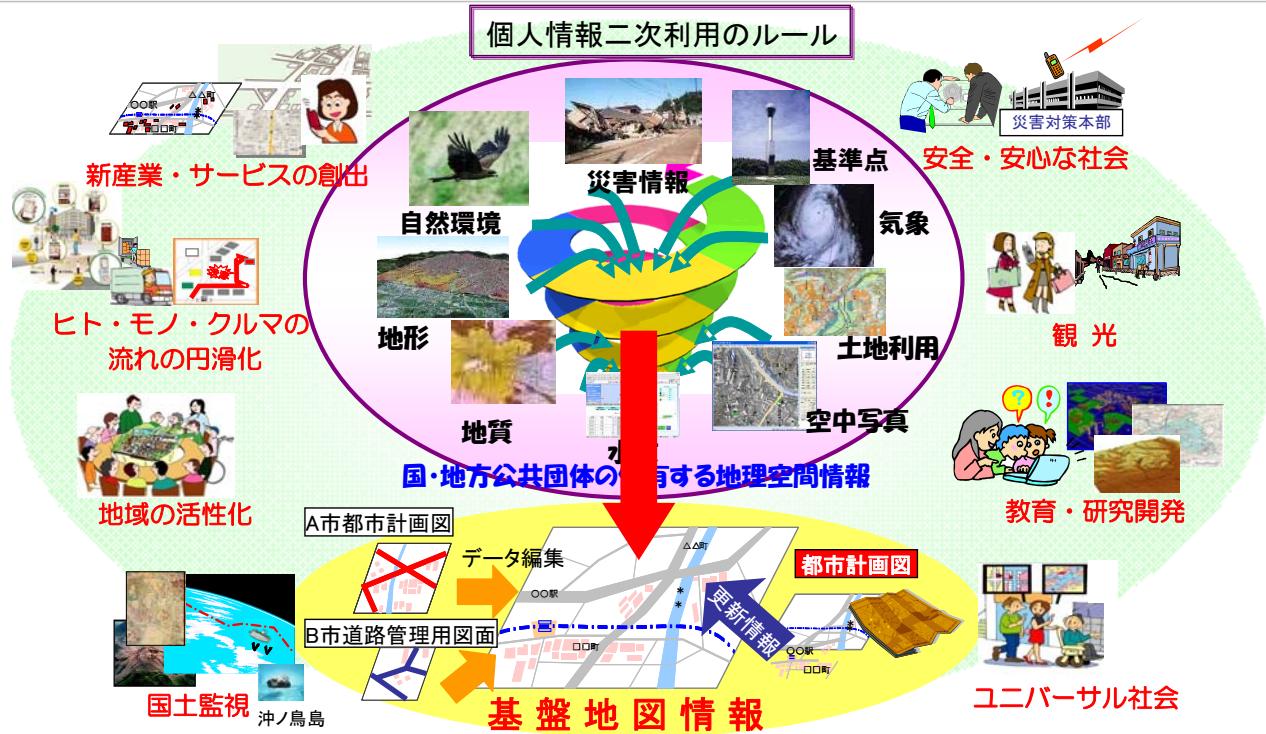 個人情報二次利用のルール
○○駅
△△町
□□町
新産業・サービスの創出
災害対策本部
安全・安心な社会
災害情報
基準点
自然環境
気象
ヒト・モノ・クルマの
流れの円滑化
地形
土地利用
観 光
地質
空中写真
水
国・地方公共団体の
有する地理空間情報
地域の活性化
?
!
教育・研究開発
A市都市計画図
データ編集
B市道路管理用図面
○○駅
△△町
□□町
更新情報
都市計画図
○○駅
□□町
基盤地図情報
国土監視
沖ノ鳥島
ユニバーサル社会